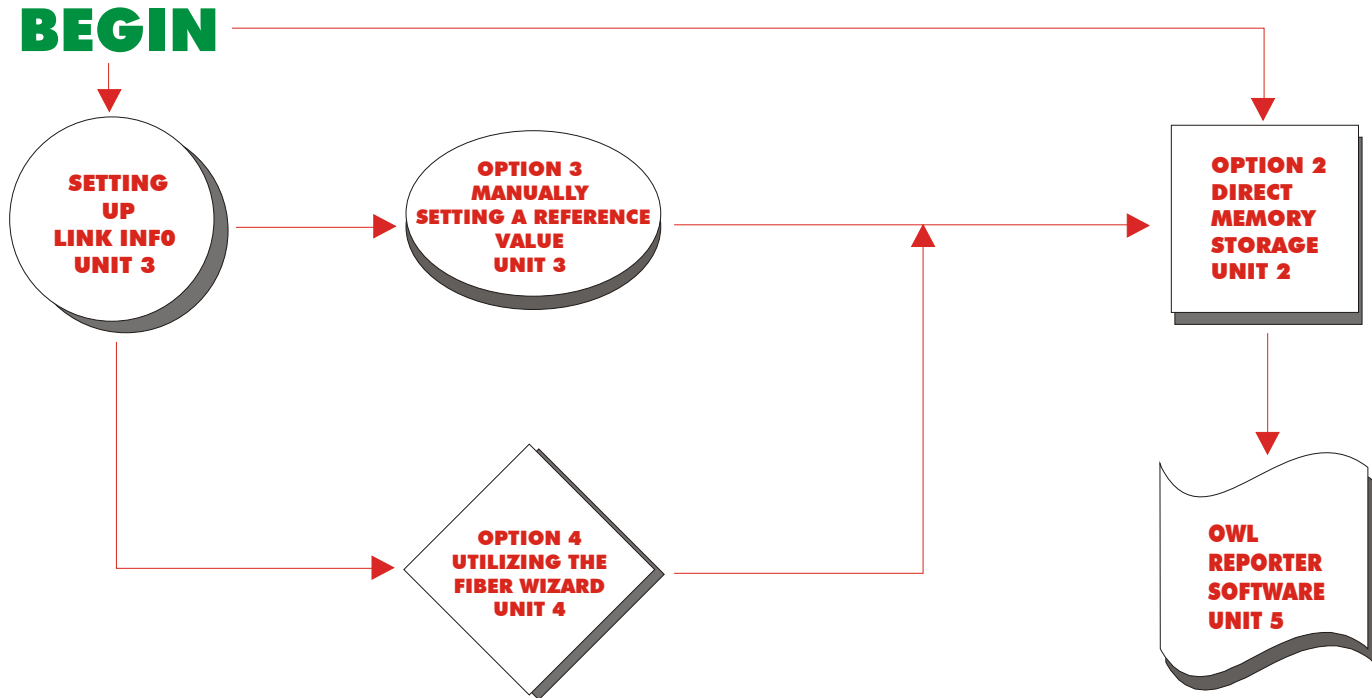 BEGIN
SETTING
UP
LINK INF0
UNIT 3
OPTION 3
MANUALLY
SETTING A REFERENCE
VALUE
UNIT 3
OPTION 2
DIRECT
MEMORY
STORAGE
UNIT 2
OPTION 4
UTILIZING THE
FIBER WIZARD
UNIT 4
OWL
REPORTER
SOFTWARE
UNIT 5